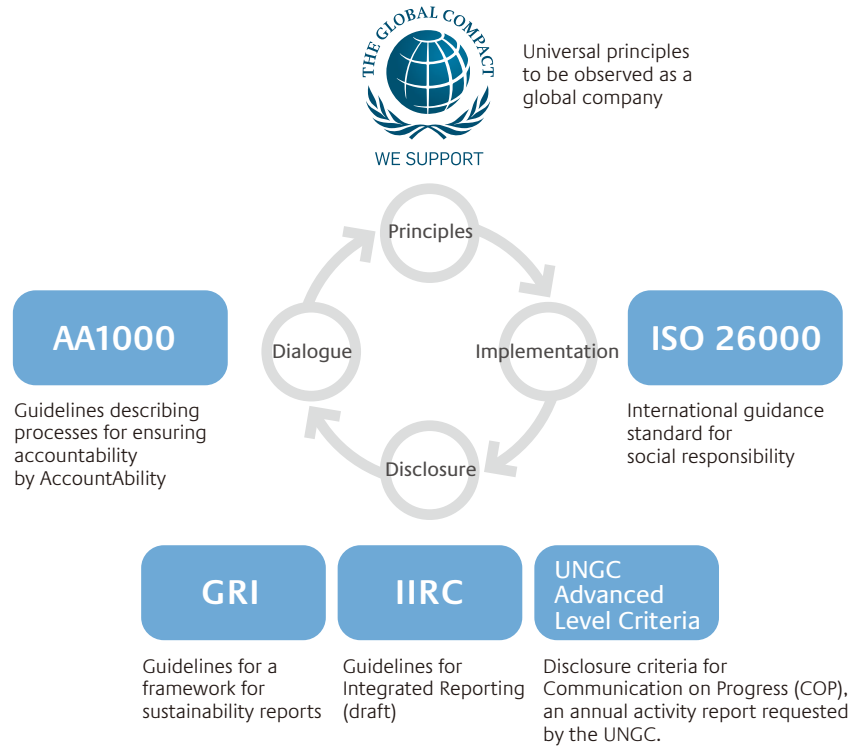 THE GLOBAL COMPACT
WE SUPPORT
Universal principles
to be observed as a
global company
Principles
AA1000
Dialogue
Implementation
ISO 26000
Guidelines describing
processes for ensuring
accountability
by AccountAbility
International guidance
standard for
social responsibility
Disclosure
GRI
IIRC
UNGC
Advanced
Level Criteria
Guidelines for a
framework for
sustainability reports
Guidelines for
Integrated Reporting
(draft)
Disclosure criteria for
Communication on Progress (COP),
an annual activity report requested
by the UNGC.